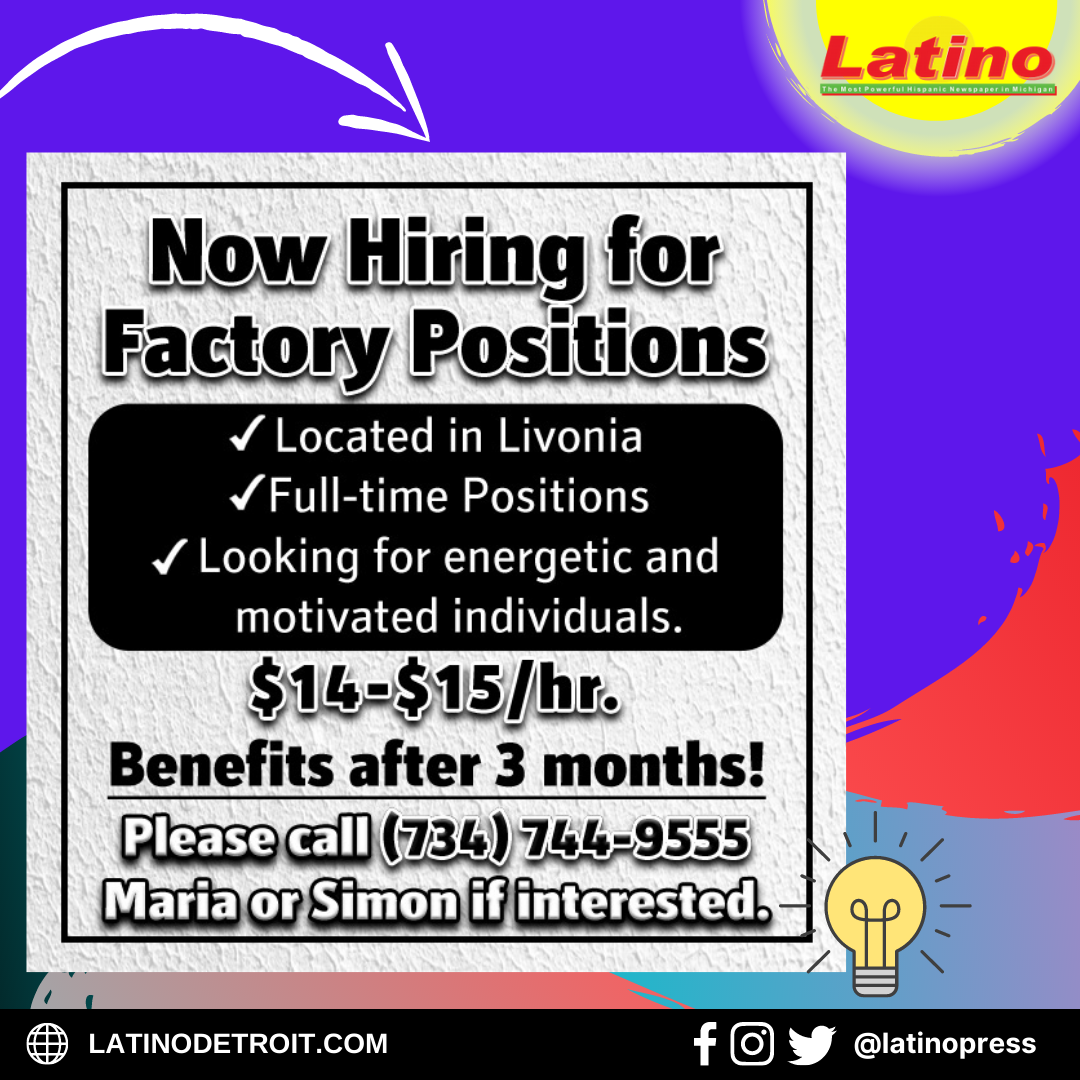 Latino
The Most Powerful Hispanic Newspaper in Michigan
Now Hiring for
Factory Positions
✓Located in Livonia
✓Full-time Positions
✓Looking for energetic and
motivated individuals.
$14-$15/hr.
Benefits after 3 months!
Please call (734) 744-9555
Maria or Simon if interested.
LATINODETROIT.COM
@latinopress